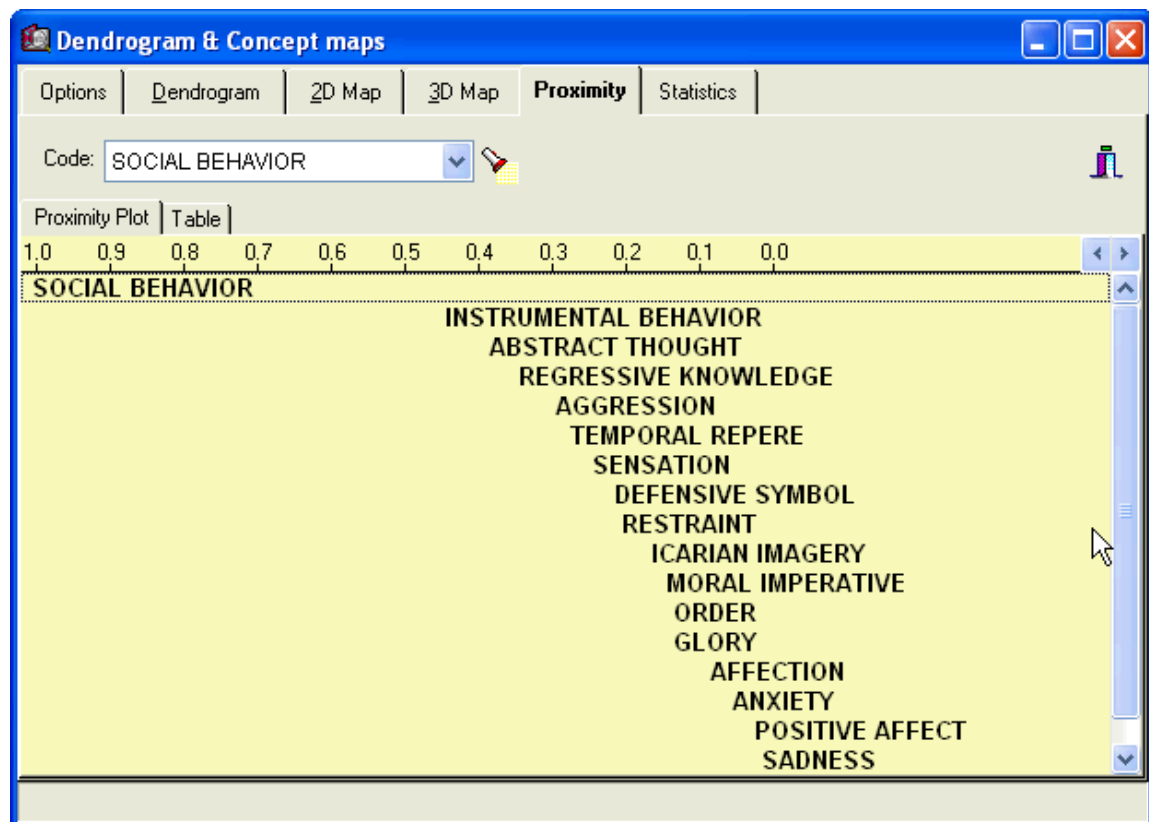 Dendrogram & Concept maps
Options Dendrogram 2D Map 3D Map Proximity Statistics
Code: SOCIAL BEHAVIOR
Proximity Plot Table
1.0 0.9 0.8 0.7 0.6 0.5 0.4 0.3 0.2 0.1 0.0
SOCIAL BEHAVIOR
INSTRUMENTAL BEHAVIOR
ABSTRACT THOUGHT
REGRESSIVE KNOWLEDGE
AGGRESSION
TEMPORAL REPERE
SENSATION
DEFENSIVE SYMBOL
RESTRAINT
ICARIAN IMAGERY
MORAL IMPERATIVE
ORDER
GLORY
AFFECTION
ANXIETY
POSITIVE AFFECT
SADNESS